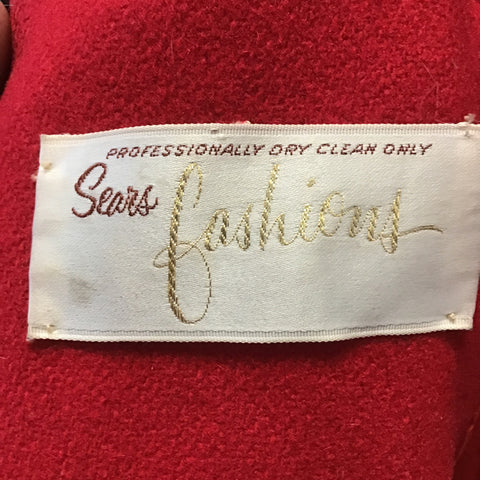 PROFESSIONALLY DRY CLEAN ONLY
Sears fashions